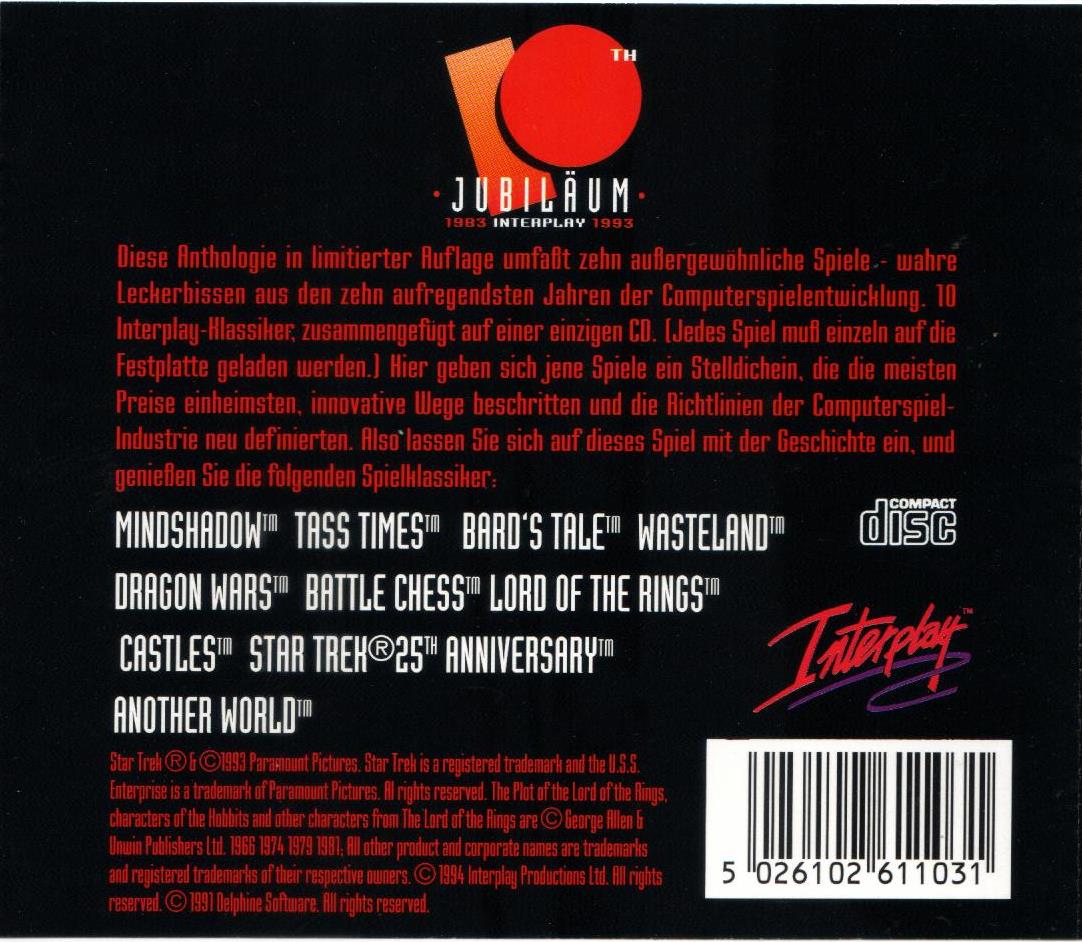 10TH
· JUBILÄUM ·
1983 INTERPLAY 1993
Diese Anthologie in limitierter Auflage umfaßt zehn außergewöhnliche Spiele - wahre
Leckerbissen aus den zehn aufregendsten Jahren der Computerspielentwicklung. 10
Interplay-Klassiker, zusammengefügt auf einer einzigen CD. (Jedes Spiel muß einzeln auf die
Festplatte geladen werden.) Hier geben sich jene Spiele ein Stelldichein, die die meisten
Preise einheimsten, innovative Wege beschritten und die Richtlinien der Computerspiel-
Industrie neu definierten. Also lassen Sie sich auf dieses Spiel mit der Geschichte ein, und
genießen Sie die folgenden Spielklassiker:
MINDSHADOW™ TASS TIMES™ BARD'S TALE™ WASTELAND™
COMPACT
disc
DRAGON WARS™ BATTLE CHESS™ LORD OF THE RINGS™
CASTLES™ STAR TREK® 25TH ANNIVERSARY™
Interplay™
ANOTHER WORLD™
Star Trek ® & ©1993 Paramount Pictures. Star Trek is a registered trademark and the U.S.S.
Enterprise is a trademark of Paramount Pictures. Al rights reserved. The Plot of the Lord of the Rings,
characters of the Hobbits and other characters from The Lord of the Rings are © George Allen &
Unwin Publishers Ltd. 1966 1974 1979 1981, All other product and corporate names are trademarks
and registered trademarks of their respective owners. © 1994 Interplay Productions Ltd. All rights
reserved. © 1991 Delphine Software. All rights reserved.
5 026102 611031